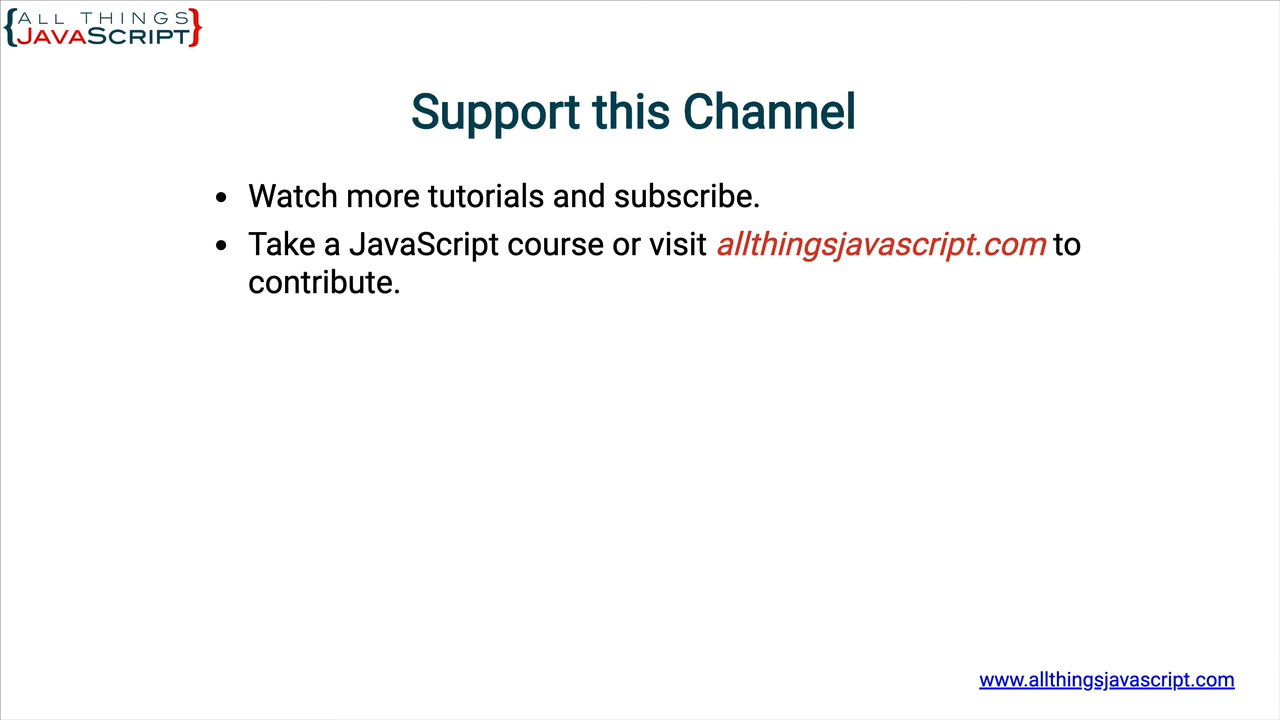 {ALL THINGS
JAVASCRIPT}
Support this Channel
• Watch more tutorials and subscribe.
• Take a JavaScript course or visit allthingsjavascript.com to
contribute.
www.allthingsjavascript.com